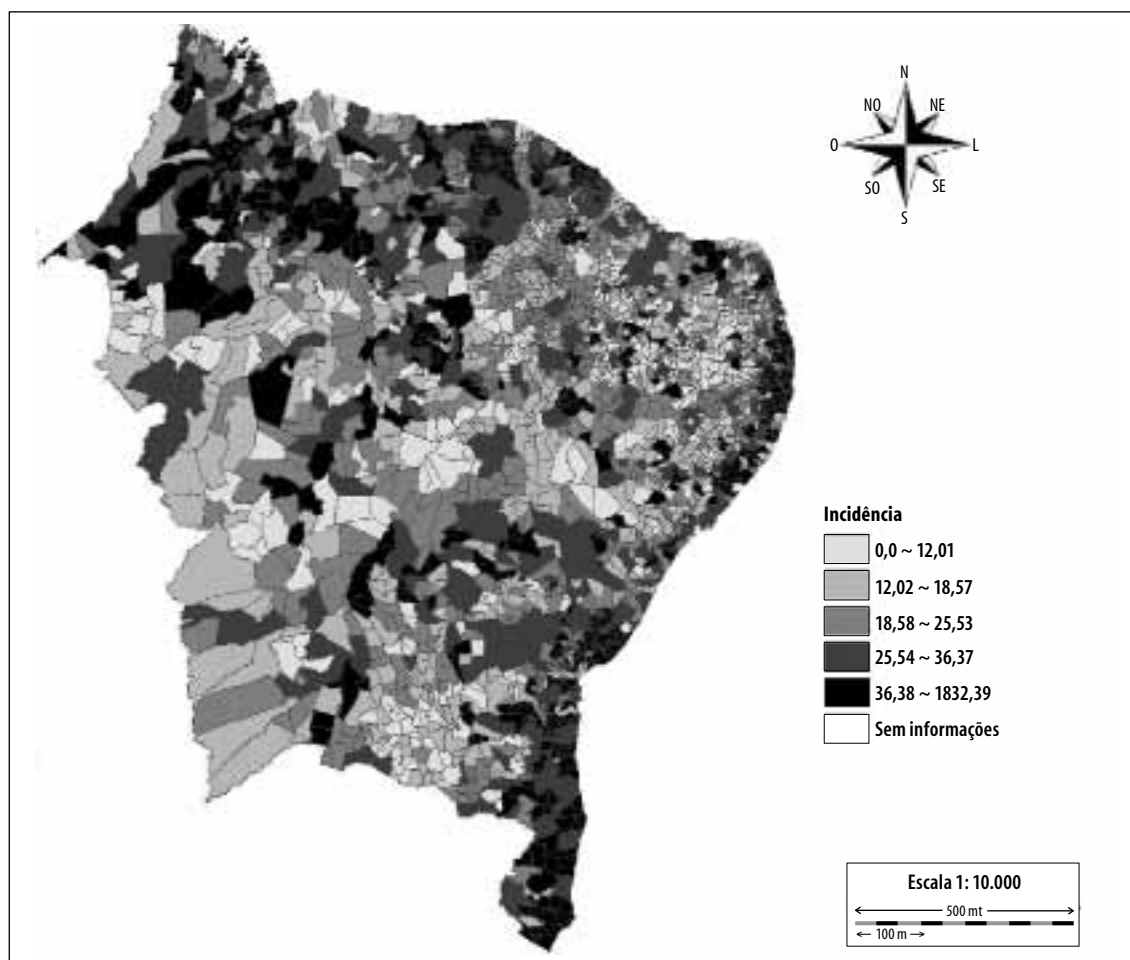 N
NO NE
O L
SO SE
S
Incidência
0,0 ~ 12,01
12,02 ~ 18,57
18,58 ~ 25,53
25,54 ~ 36,37
36,38 ~ 1832,39
Sem informações
Escala 1: 10.000
500 mt
100 m